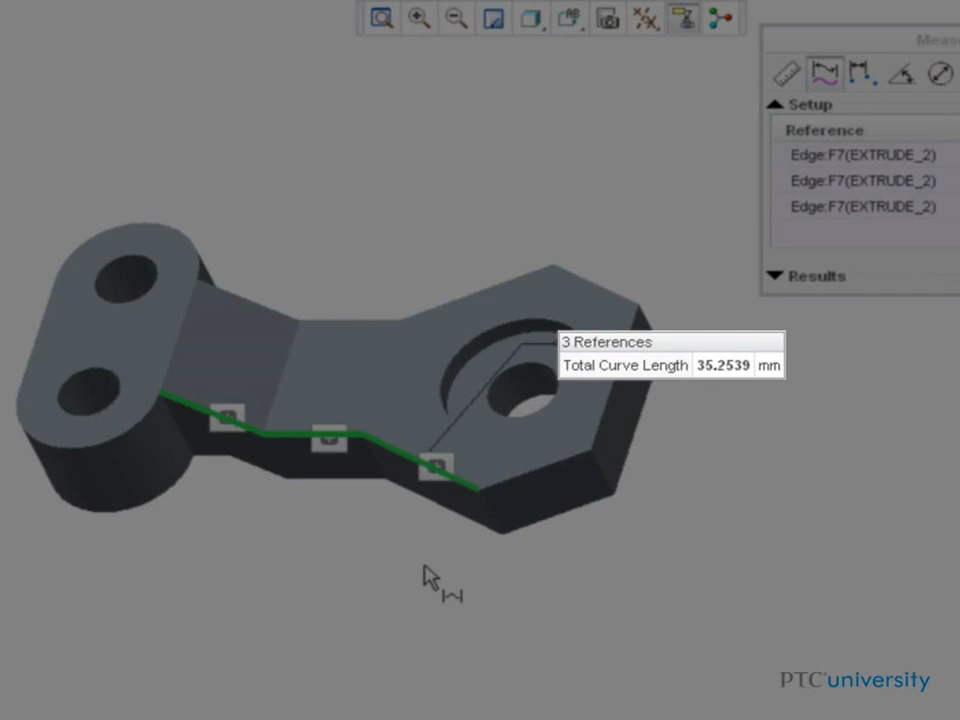 Meas
Setup
Reference
Edge:F7(EXTRUDE_2)
Edge:F7(EXTRUDE_2)
Edge:F7(EXTRUDE_2)
Results
3 References
Total Curve Length 35.2539 mm
PTC university